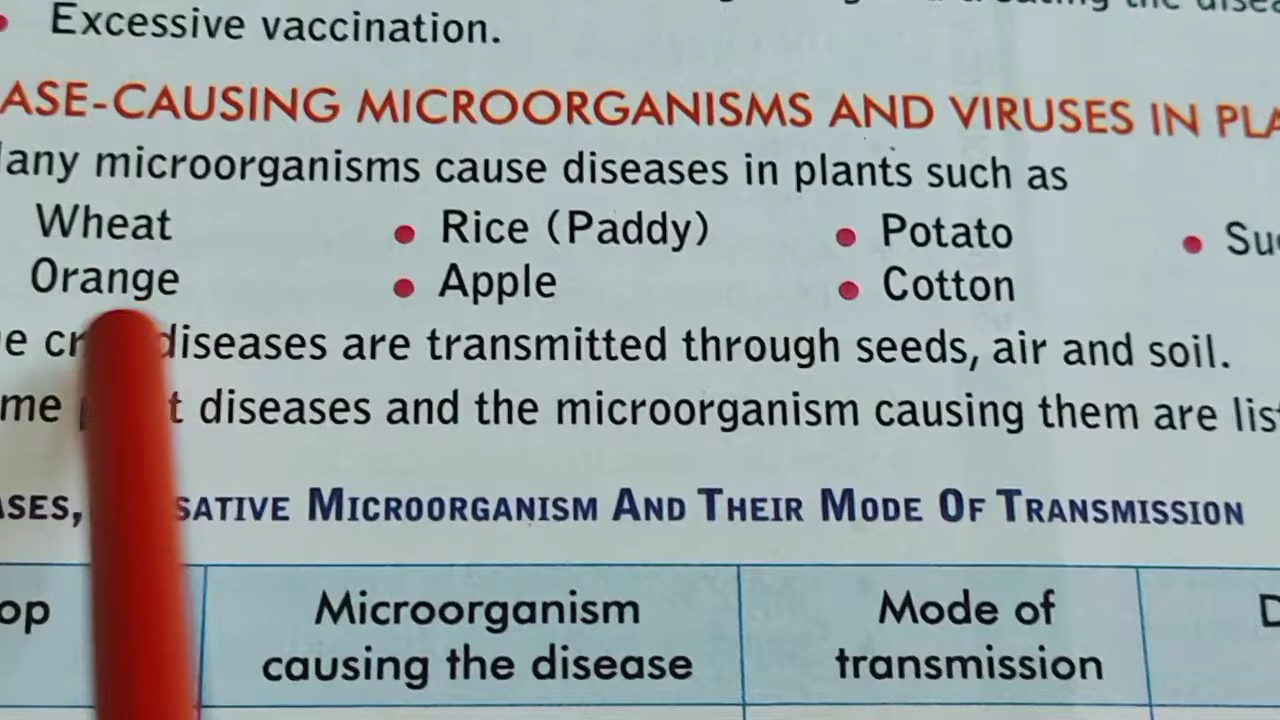 Excessive vaccination.
ASE-CAUSING MICROORGANISMS AND VIRUSES IN PLA
any microorganisms cause diseases in plants such as
Wheat • Rice (Paddy) • Potato •
Orange • Apple • Cotton
diseases are transmitted through seeds, air and soil.
diseases and the microorganism causing them are
MICROORGANISM AND THEIR MODE OF TRANSMISSION
Microorganism causing the disease
Mode of transmission